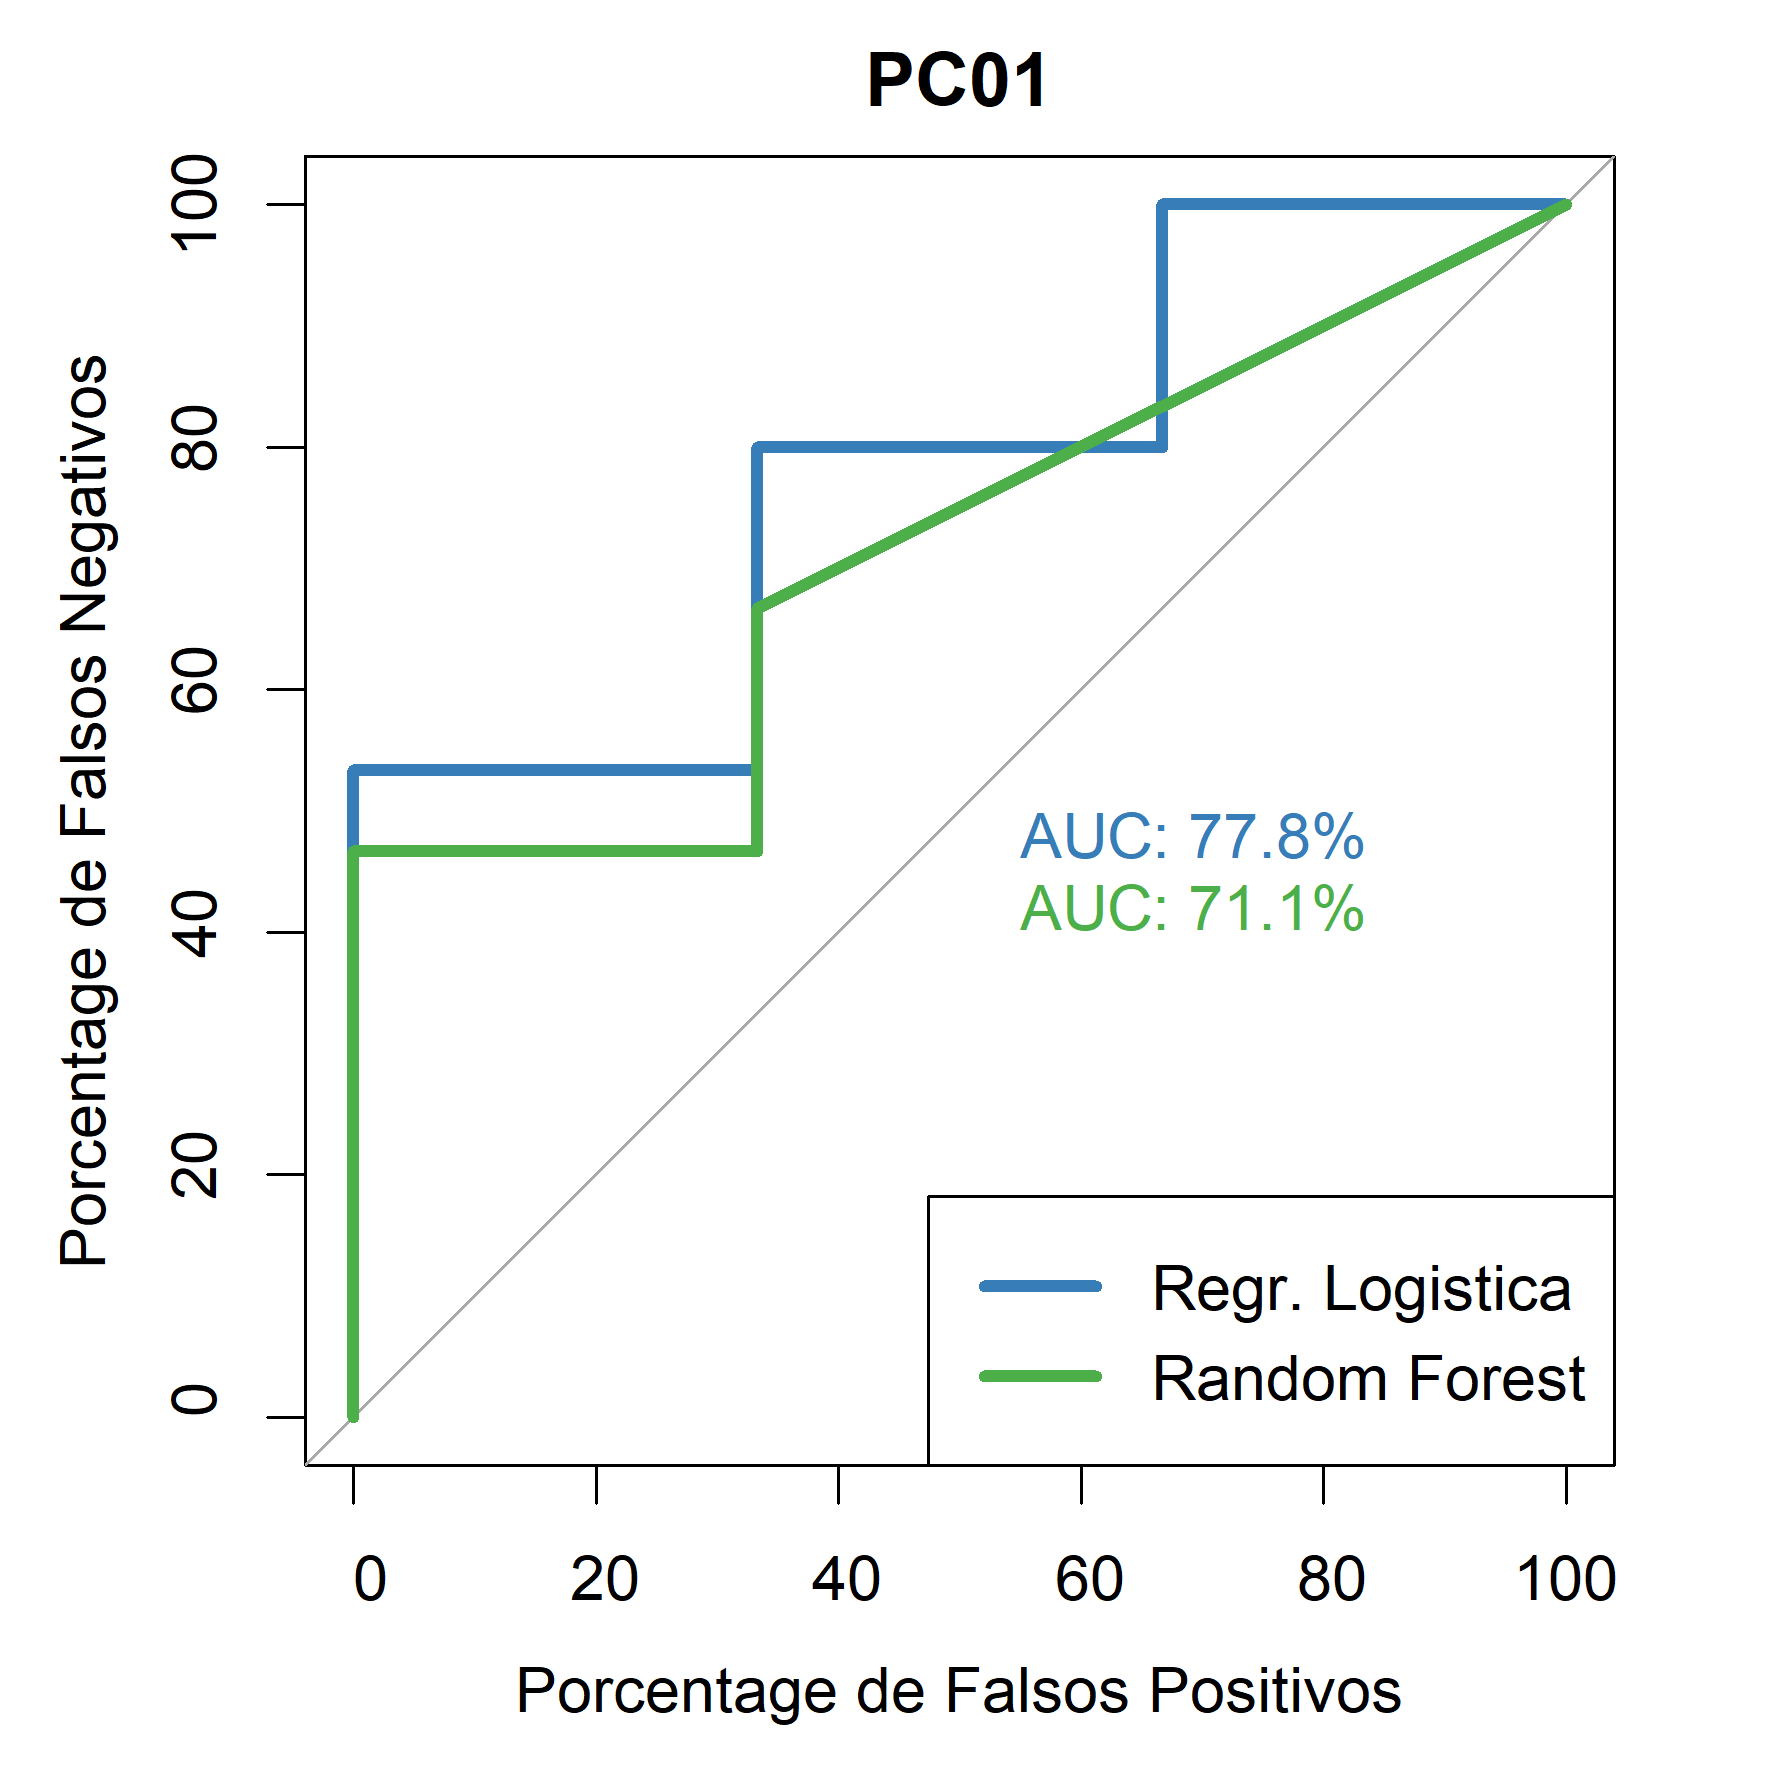 PC01
100
80
60
40
20
0
Porcentage de Falsos Negativos
AUC: 77.8%
AUC: 71.1%
Regr. Logistica
Random Forest
0 20 40 60 80 100
Porcentage de Falsos Positivos